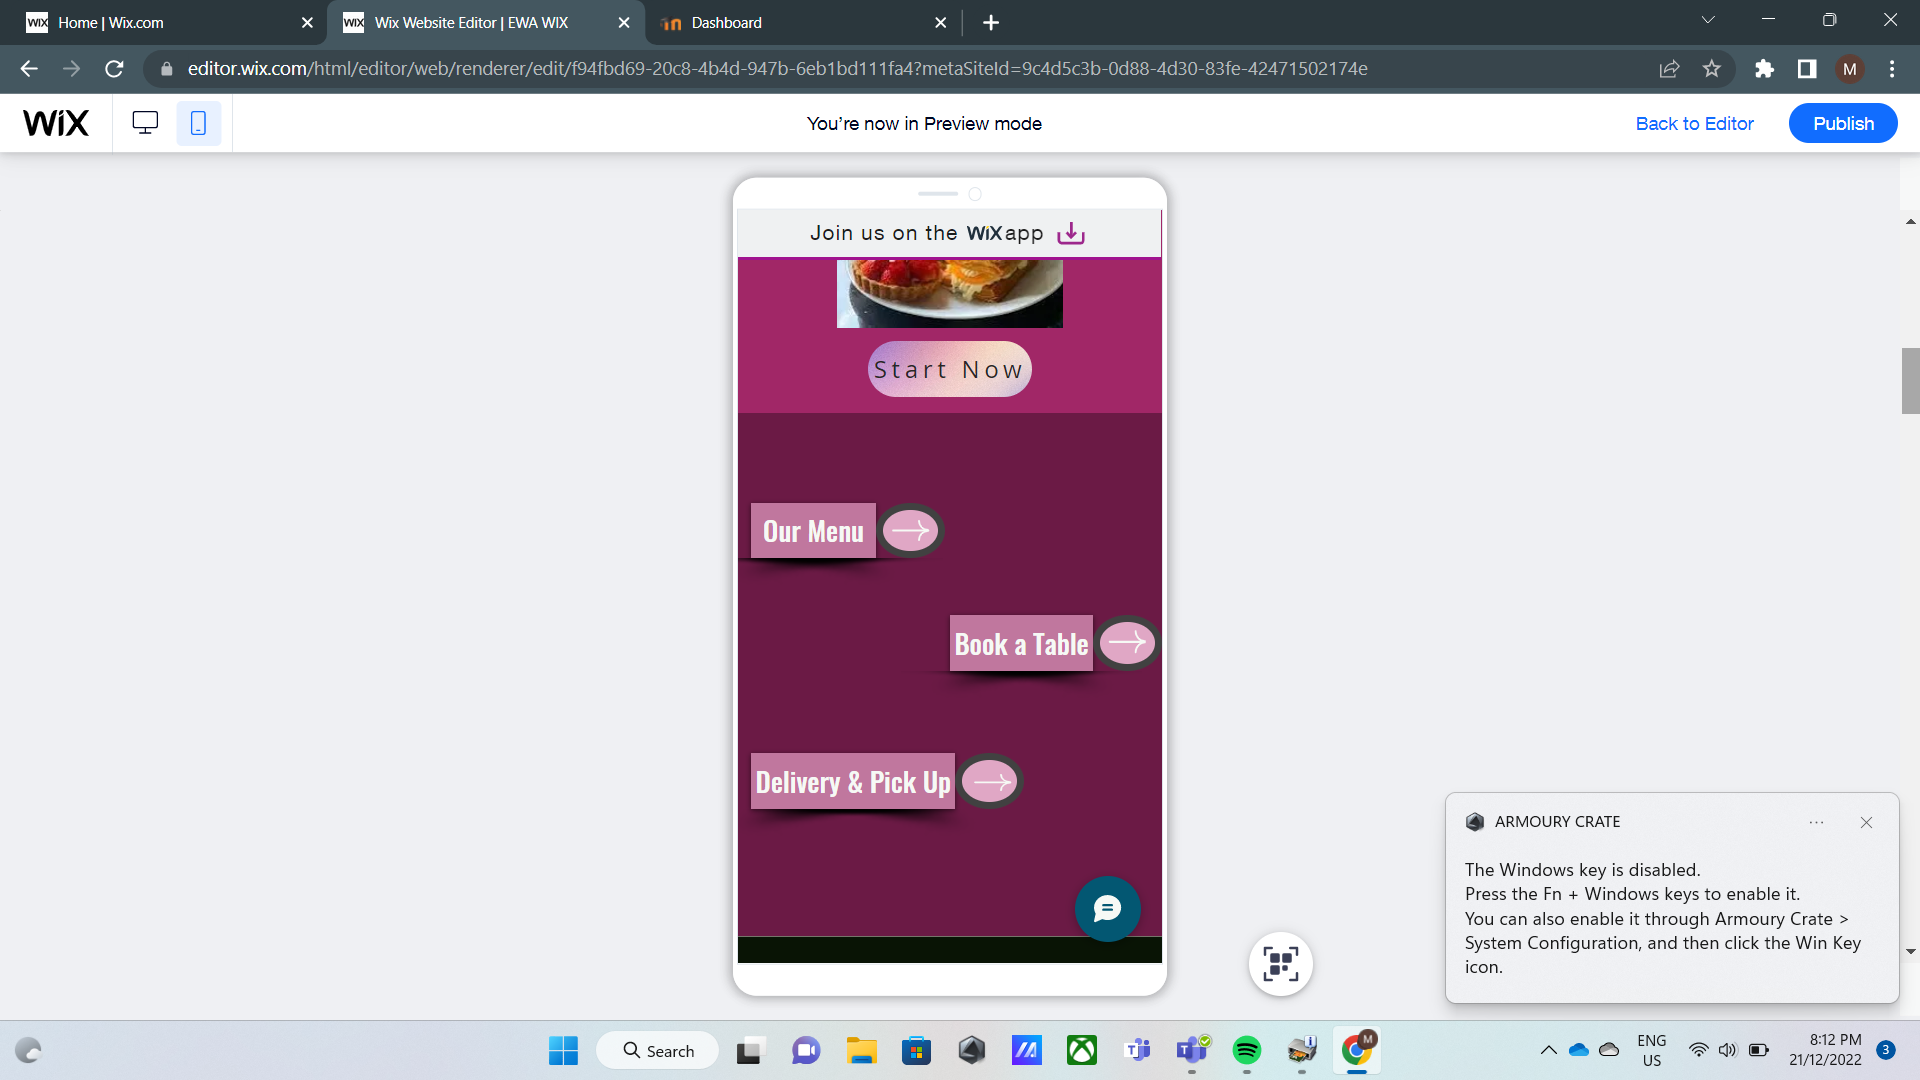 Home | Wix.com
Wix Website Editor | EWA WIX
Dashboard
editor.wix.com/html/editor/web/renderer/edit/f94fbd69-20c8-4b4d-947b-6eb1bd111fa4?metaSiteId=9c4d5c3b-0d88-4d30-83fe-42471502174e
M
WiX
You’re now in Preview mode
Back to Editor
Publish
Join us on the WiX app
Start Now
Our Menu
Book a Table
Delivery & Pick Up
ARMOURY CRATE
The Windows key is disabled.
Press the Fn + Windows keys to enable it.
You can also enable it through Armoury Crate >
System Configuration, and then click the Win Key
icon.
Search
ENG
US
8:12 PM
21/12/2022
3